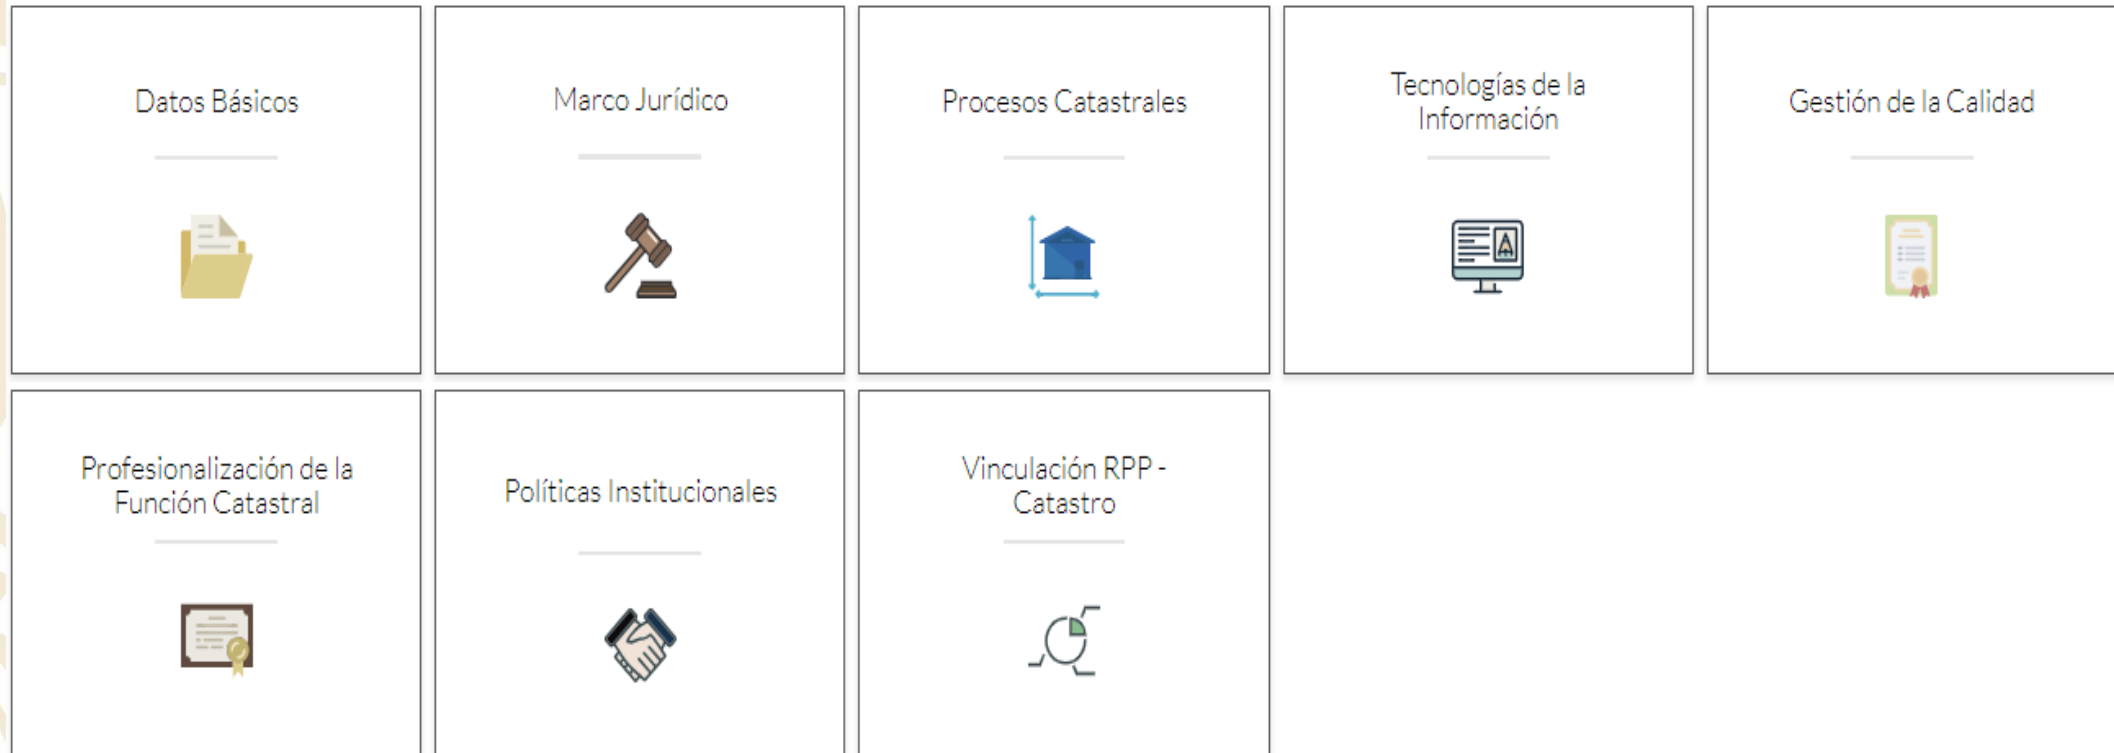 Datos Básicos
Marco Jurídico
Procesos Catastrales
Tecnologías de la
Información
Gestión de la Calidad
Profesionalización de la
Función Catastral
Políticas Institucionales
Vinculación RPP -
Catastro